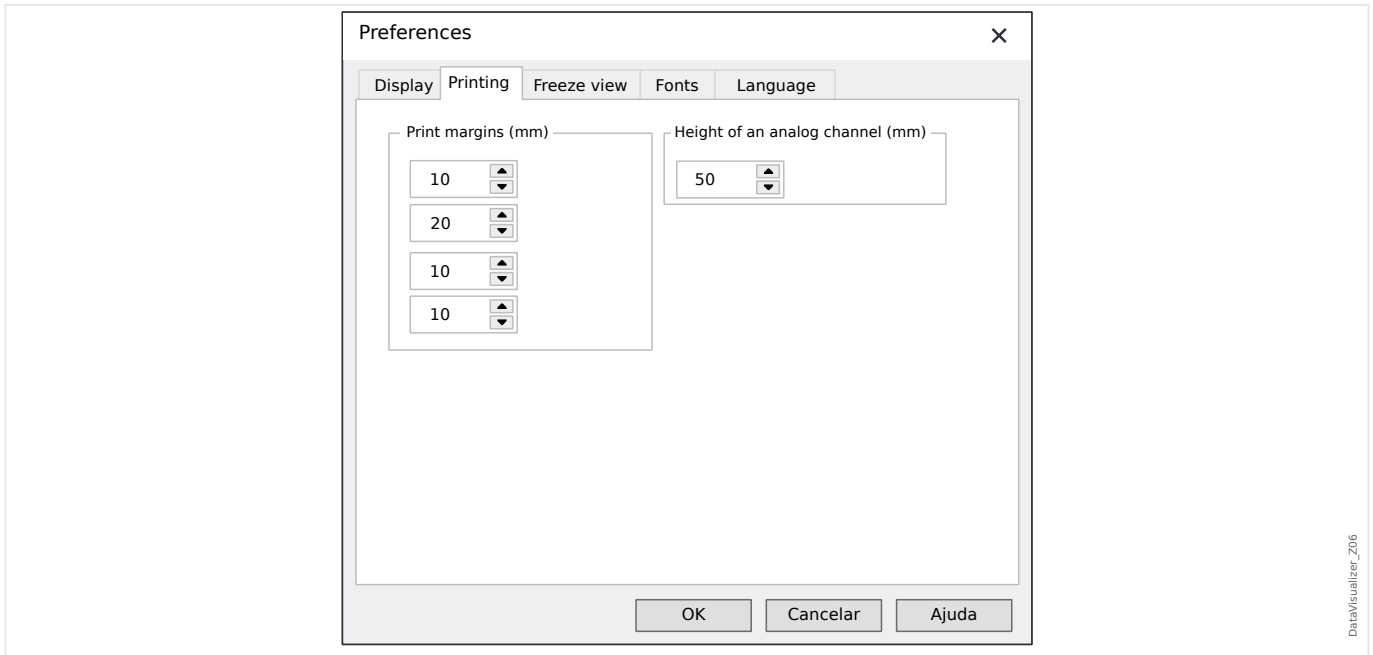 Preferences
Display Printing Freeze view Fonts Language
Print margins (mm) Height of an analog channel (mm)
10 50
20
10
10
OK Cancelar Ajuda
DataVisualizer_Z06